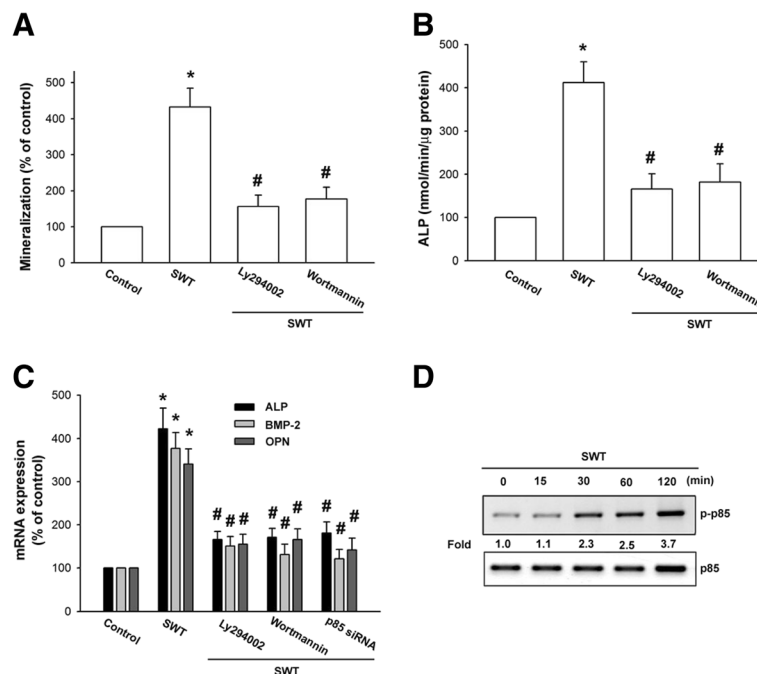 A
Mineralization (% of control)
500
400
300
200
100
0
*
#
#
Control
SWT
Ly294002
Wortmannin
SWT
B
ALP (nmol/min/μg protein)
500
400
300
200
100
0
*
#
#
Control
SWT
Ly294002
Wortmannin
SWT
C
mRNA expression
(% of control)
500
400
300
200
100
0
ALP
BMP-2
OPN
* * *
# # #
# # #
# # #
Control
SWT
Ly294002
Wortmannin
p85 siRNA
SWT
D
SWT
0 15 30 60 120 (min)
p-p85
Fold 1.0 1.1 2.3 2.5 3.7
p85